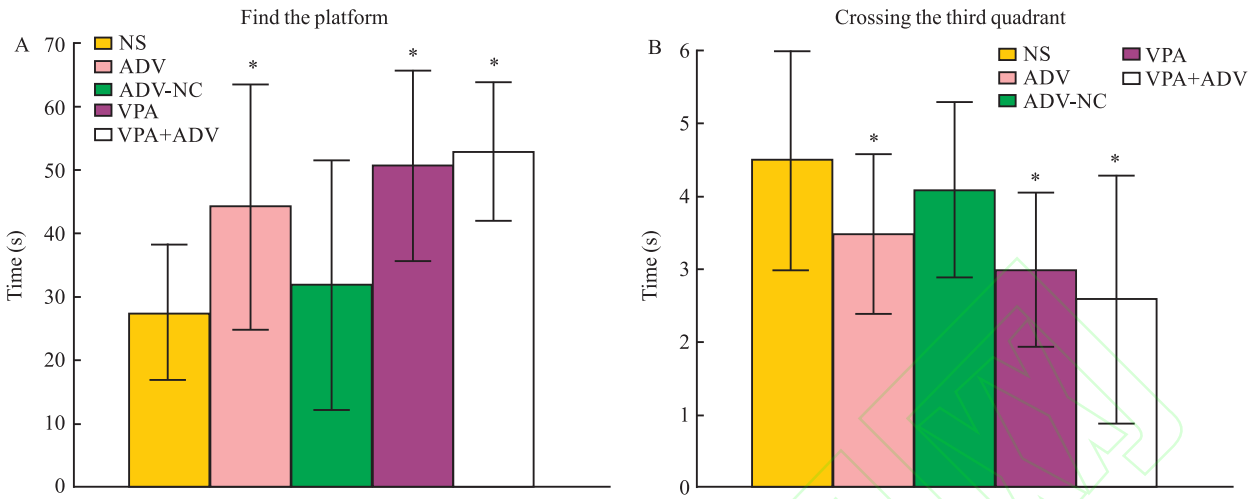 Find the platform
A
NS
ADV
ADV-NC
VPA
VPA+ADV
Time (s)
70
60
50
40
30
20
10
0
*
*
*
Crossing the third quadrant
B
NS
ADV
ADV-NC
VPA
VPA+ADV
Time (s)
6
5
4
3
2
1
0
*
*
*